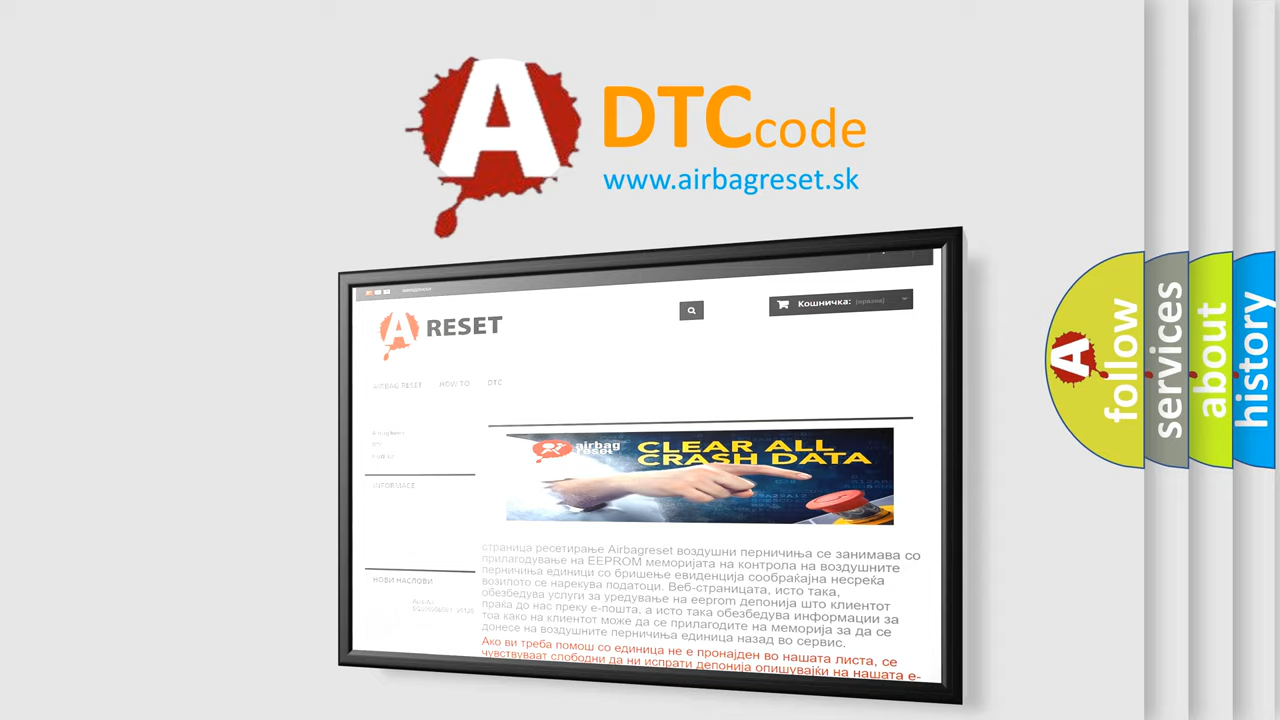 A DTCcode
www.airbagreset.sk
Кошничка: (празна)
A RESET
AIRBAG RESET HOW TO DTC
airbag reset
CLEAR ALL
CRASH DATA
INFORMACE
НОВИ НАСЛОВИ
страница ресетирање Airbagreset воздушни перничиња се занимава со
прилагодување на EEPROM меморијата на контрола на воздушните
перничиња единици со бришење евиденција сообраќајна несреќа
возилото се нарекува податоци. Веб-страницата, исто така,
обезбедува услуги за уредување на eeprom депонија што клиентот
праќа до нас преку е-пошта, а исто така обезбедува информации за
тоа како на клиентот може да се прилагодите на меморија за да се
донесе на воздушните перничиња единица назад во сервис.
Ако ви треба помош со единица не е пронајден во нашата листа, се
чувствуваат слободни да ни испрати депонија опишувајќи на нашата е-
A follow
services
about
history